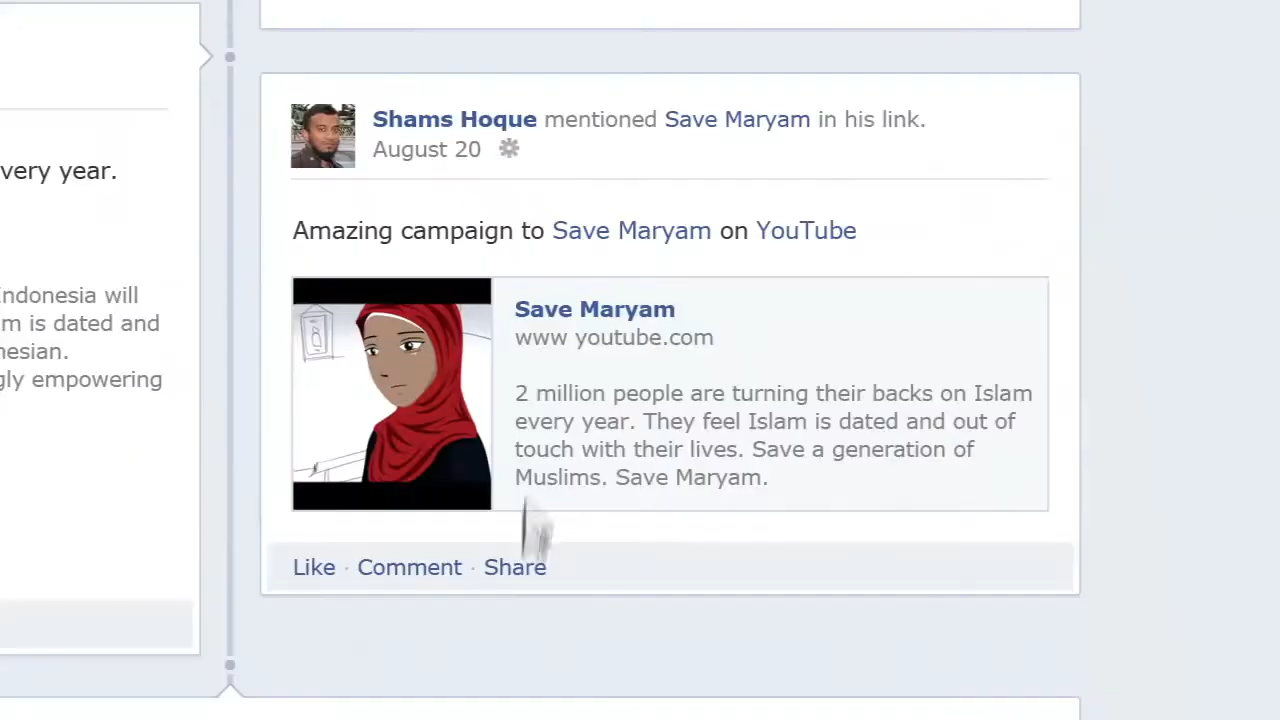 very year.
Indonesia will
m is dated and
nesian.
gly empowering
Shams Hoque mentioned Save Maryam in his link.
August 20
Amazing campaign to Save Maryam on YouTube
Save Maryam
www youtube.com
2 million people are turning their backs on Islam
every year. They feel Islam is dated and out of
touch with their lives. Save a generation of
Muslims. Save Maryam.
Like · Comment · Share